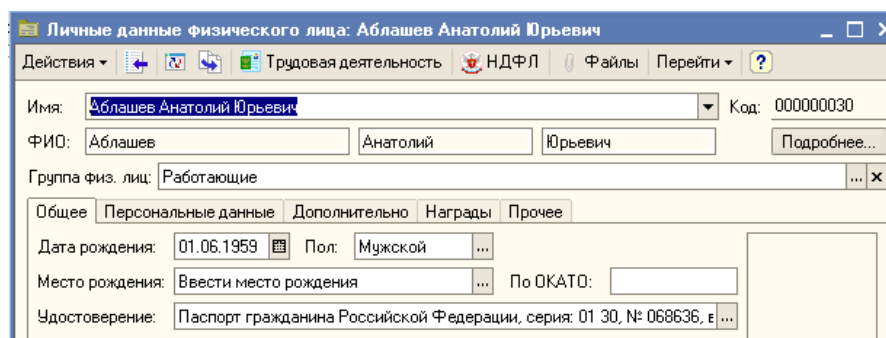 Личные данные физического лица: Аблашев Анатолий Юрьевич
Действия Трудовая деятельность НДФЛ Файлы Перейти ?
Имя: Аблашев Анатолий Юрьевич Код: 000000030
ФИО: Аблашев Анатолий Юрьевич Подробнее...
Группа физ. лиц: Работающие ... x
Общее Персональные данные Дополнительно Награды Прочее
Дата рождения: 01.06.1959 Пол: Мужской ...
Место рождения: Ввести место рождения ... По ОКАТО:
Удостоверение: Паспорт гражданина Российской Федерации, серия: 01 30, № 068636, в ...